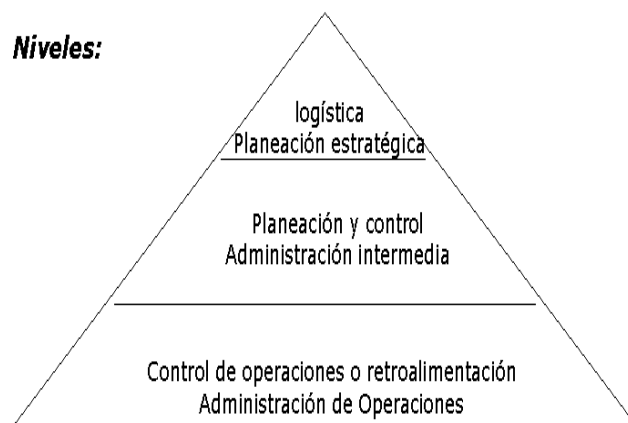 Niveles:
logística
Planeación estratégica
Planeación y control
Administración intermedia
Control de operaciones o retroalimentación
Administración de Operaciones